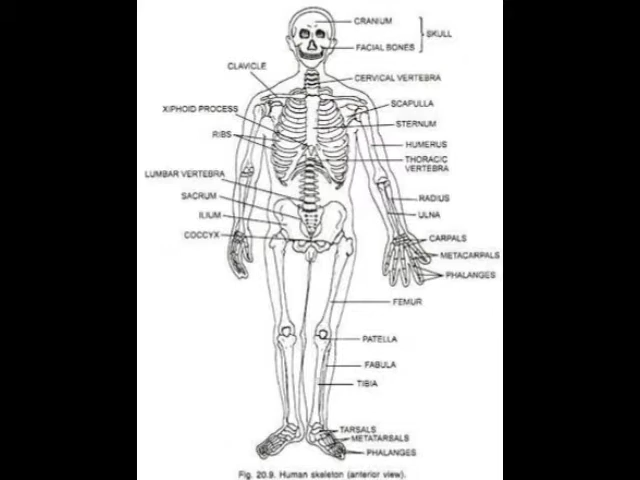 CRANIUM
SKULL
FACIAL BONES
CLAVICLE
CERVICAL VERTEBRA
XIPHOID PROCESS
SCAPULLA
STERNUM
RIBS
HUMERUS
THORACIC
VERTEBRA
LUMBAR VERTEBRA
SACRUM
RADIUS
ILIUM
ULNA
COCCYX
CARPALS
METACARPALS
PHALANGES
FEMUR
PATELLA
FABULA
TIBIA
TARSALS
METATARSALS
PHALANGES
Fig. 20.9. Human skeleton (anterior view).